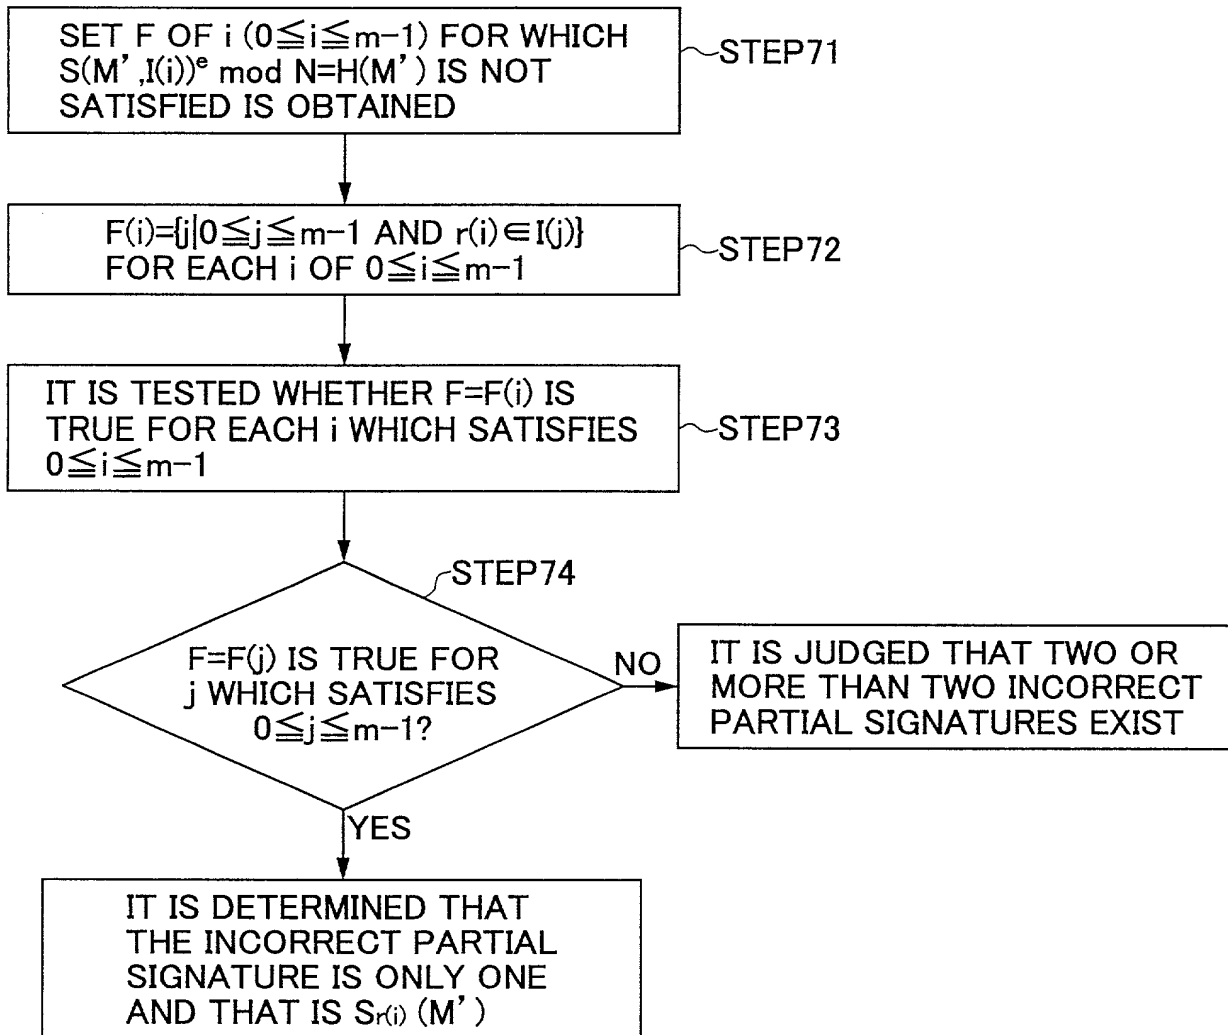 SET F OF i (0≦i≦m-1) FOR WHICH
S(M',I(i))ᵉ mod N=H(M') IS NOT
SATISFIED IS OBTAINED
STEP71
F(i)={j|0≦j≦m-1 AND r(i)∈I(j)}
FOR EACH i OF 0≦i≦m-1
STEP72
IT IS TESTED WHETHER F=F(i) IS
TRUE FOR EACH i WHICH SATISFIES
0≦i≦m-1
STEP73
STEP74
F=F(j) IS TRUE FOR
j WHICH SATISFIES
0≦j≦m-1?
NO
IT IS JUDGED THAT TWO OR
MORE THAN TWO INCORRECT
PARTIAL SIGNATURES EXIST
YES
IT IS DETERMINED THAT
THE INCORRECT PARTIAL
SIGNATURE IS ONLY ONE
AND THAT IS Sr(i) (M')